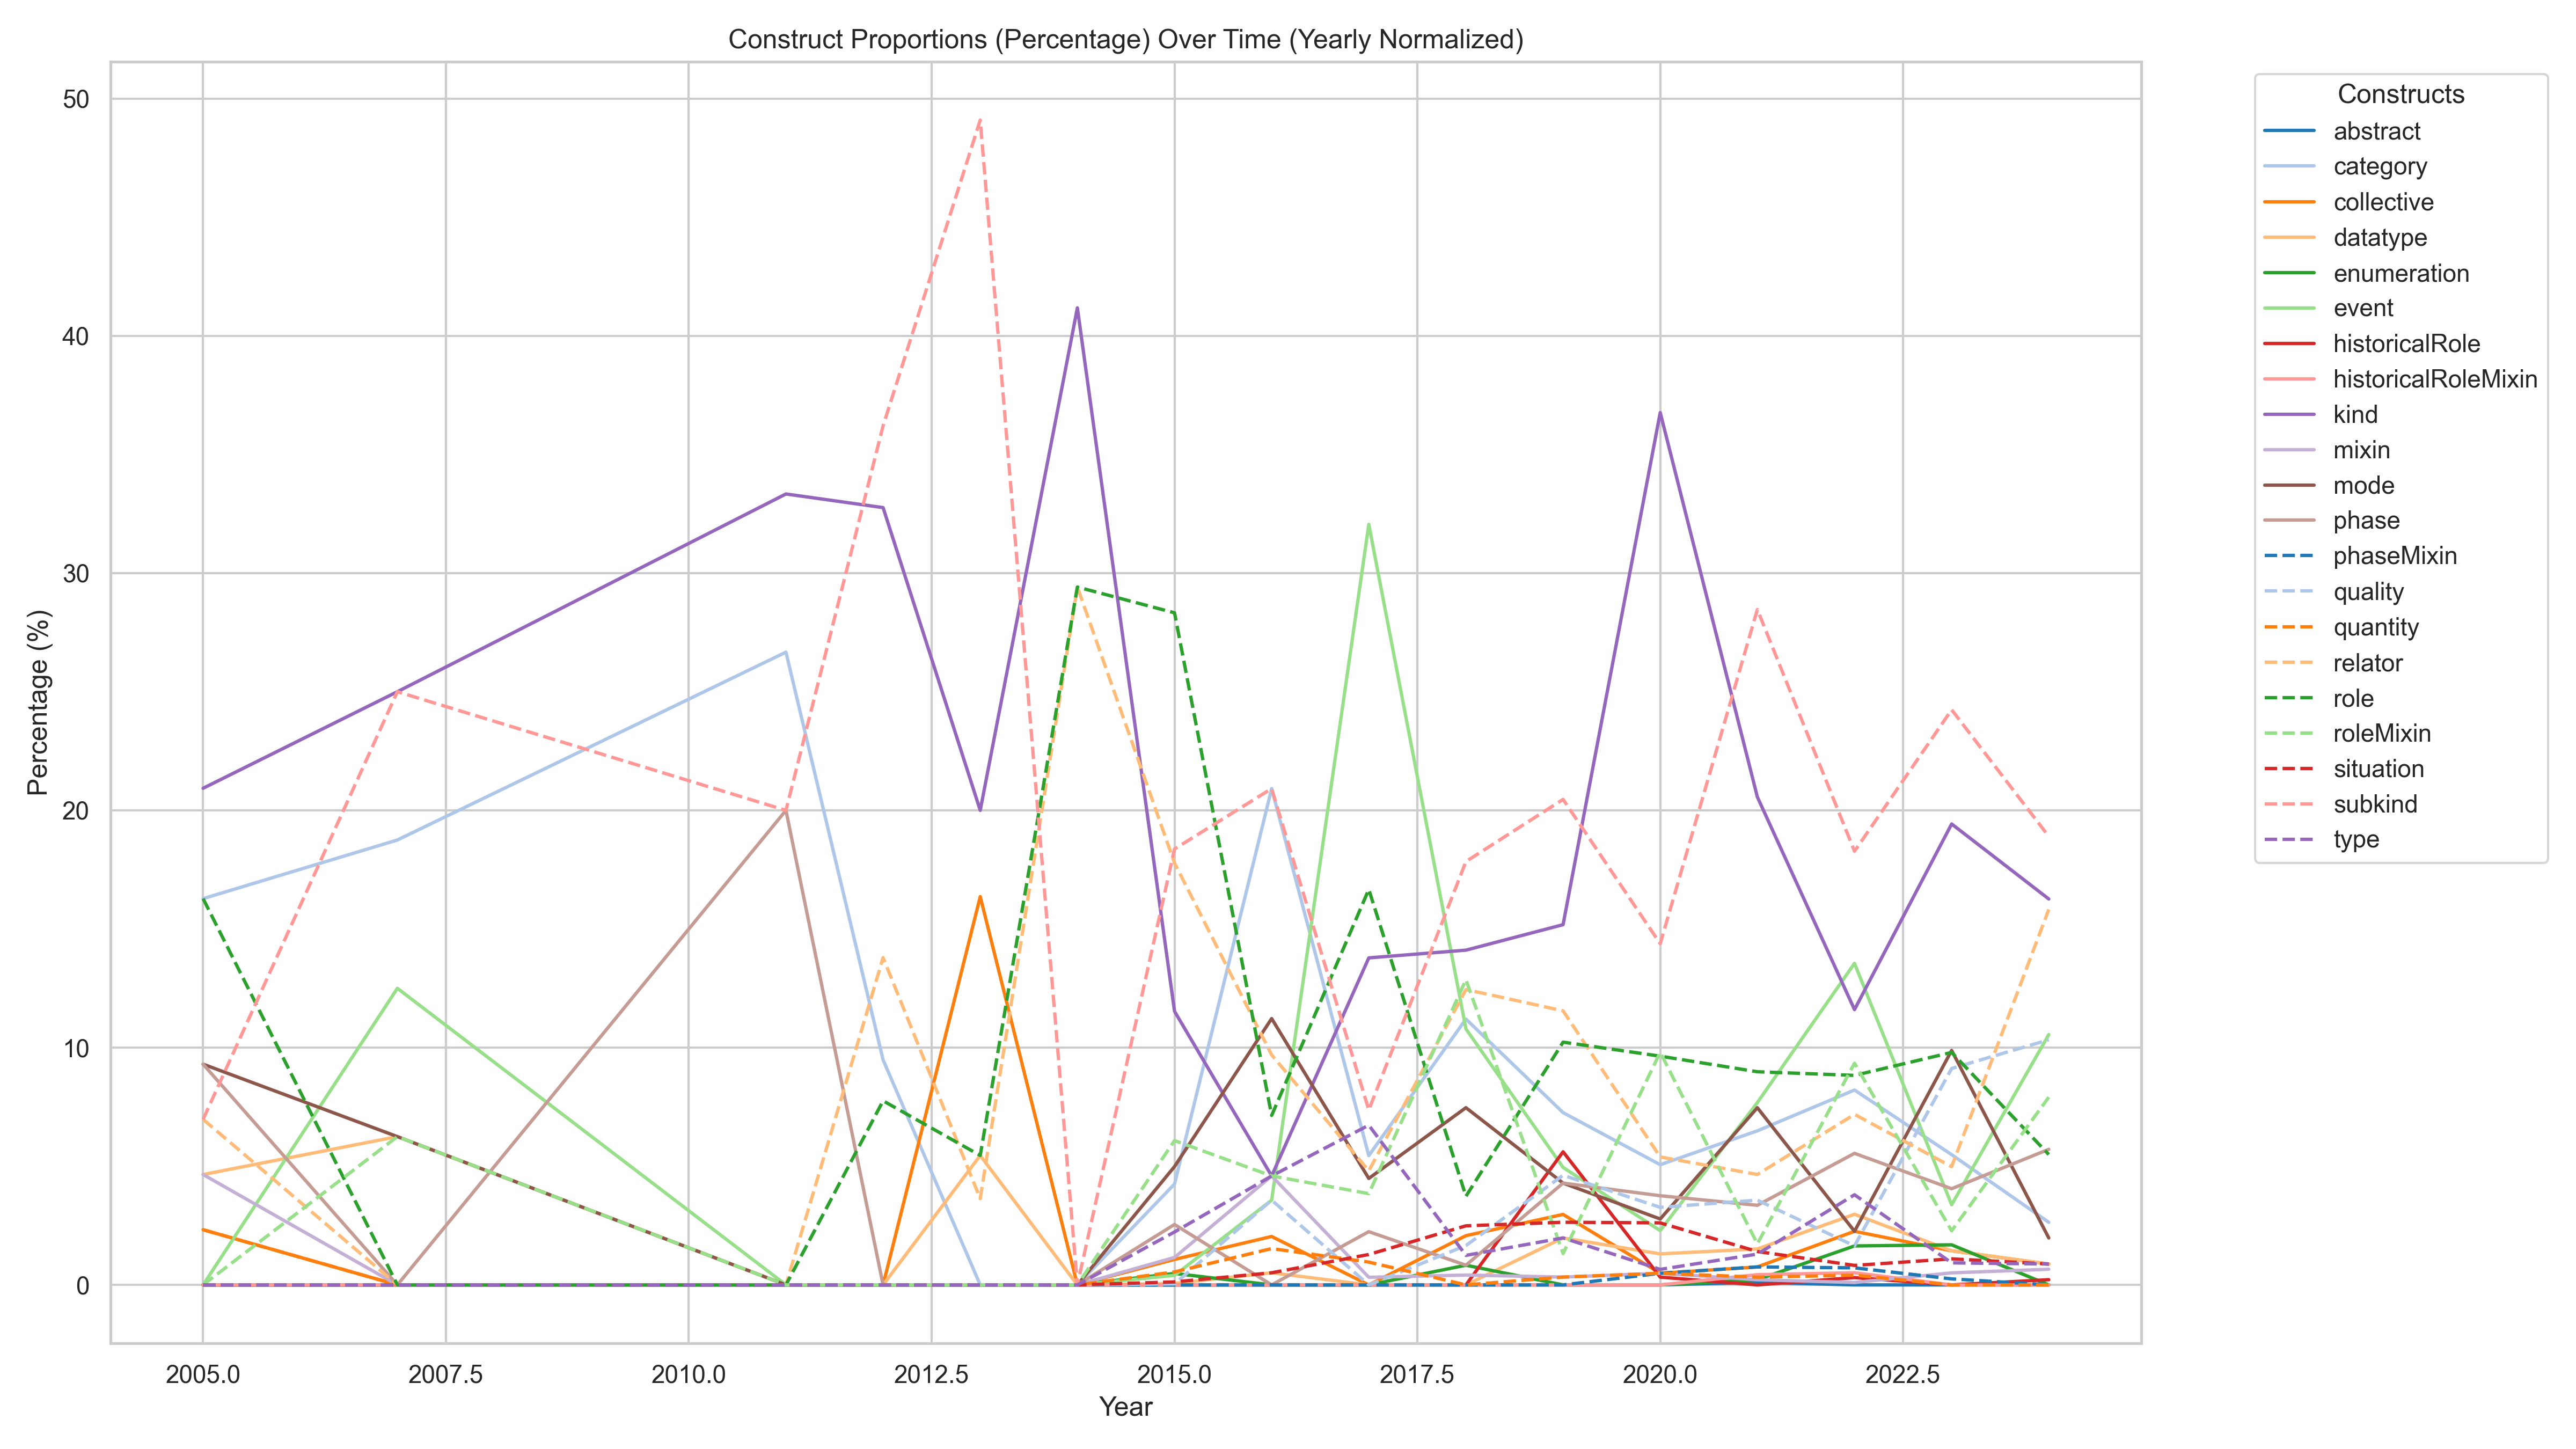 Construct Proportions (Percentage) Over Time (Yearly Normalized)
Percentage (%)
50
40
30
20
10
0
2005.0
2007.5
2010.0
2012.5
2015.0
2017.5
2020.0
2022.5
Year
Constructs
abstract
category
collective
datatype
enumeration
event
historicalRole
historicalRoleMixin
kind
mixin
mode
phase
phaseMixin
quality
quantity
relator
role
roleMixin
situation
subkind
type